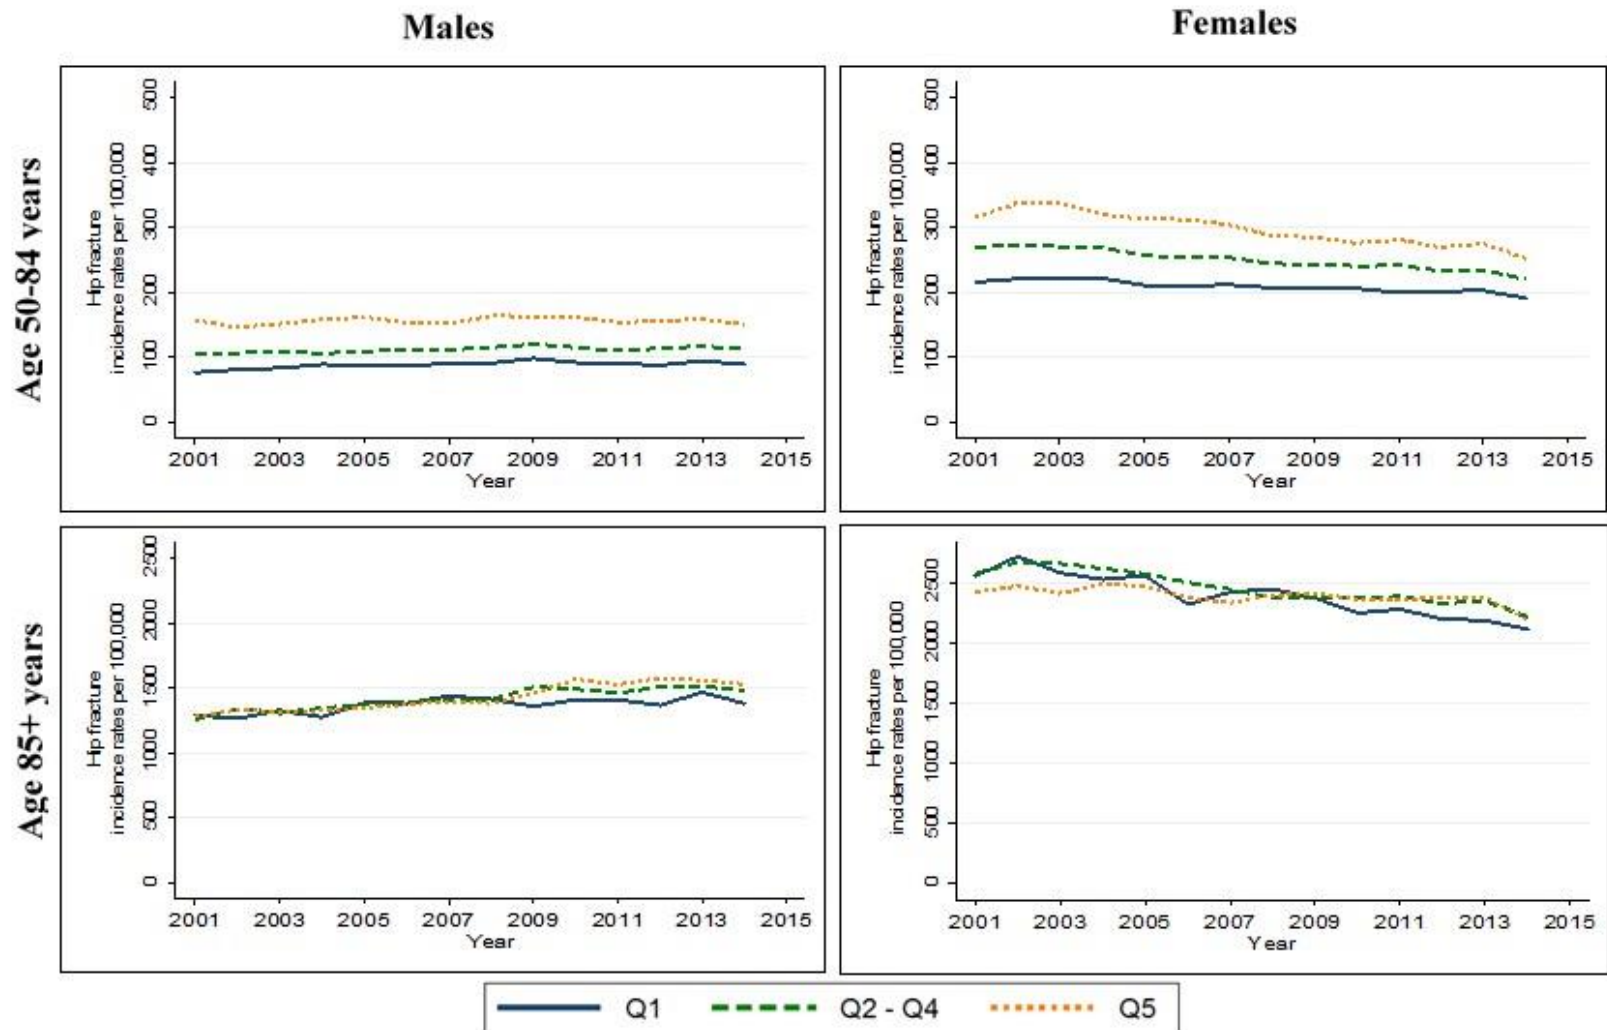 Males
Females
Age 50-84 years
Hip fracture
incidence rates per 100,000
0 100 200 300 400 500
2001 2003 2005 2007 2009 2011 2013 2015
Year
Hip fracture
incidence rates per 100,000
0 100 200 300 400 500
2001 2003 2005 2007 2009 2011 2013 2015
Year
Age 85+ years
Hip fracture
incidence rates per 100,000
0 500 1000 1500 2000 2500
2001 2003 2005 2007 2009 2011 2013 2015
Year
Hip fracture
incidence rates per 100,000
0 500 1000 1500 2000 2500
2001 2003 2005 2007 2009 2011 2013 2015
Year
Q1 Q2 - Q4 Q5